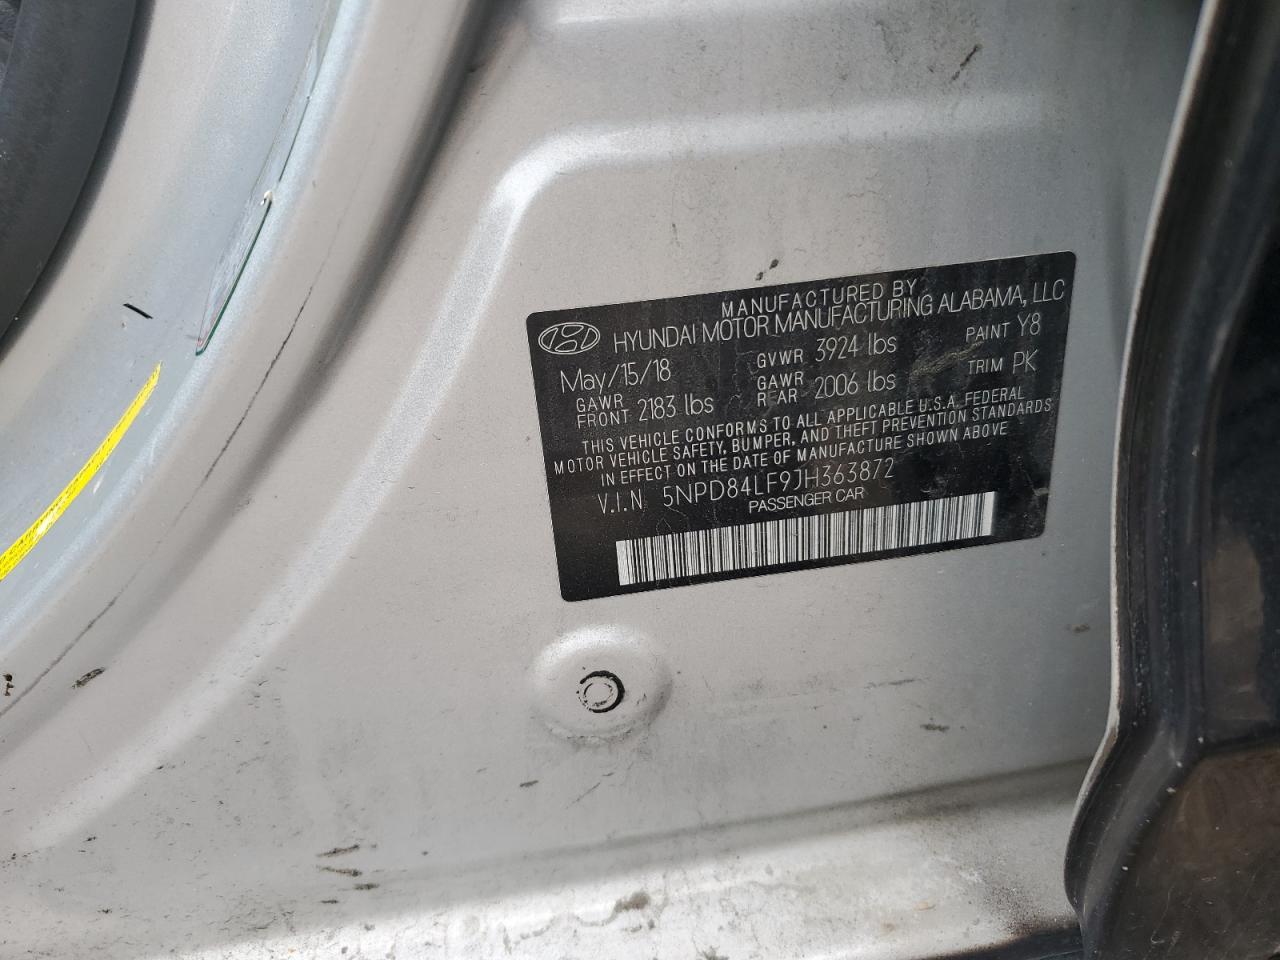 MANUFACTURED BY
HYUNDAI MOTOR MANUFACTURING ALABAMA, LLC
May/15/18 GVWR 3924 lbs PAINT Y8
GAWR FRONT 2183 lbs GAWR REAR 2006 lbs TRIM PK
THIS VEHICLE CONFORMS TO ALL APPLICABLE U.S.A. FEDERAL
MOTOR VEHICLE SAFETY, BUMPER, AND THEFT PREVENTION STANDARDS
IN EFFECT ON THE DATE OF MANUFACTURE SHOWN ABOVE
V.I.N 5NPD84LF9JH363872
PASSENGER CAR